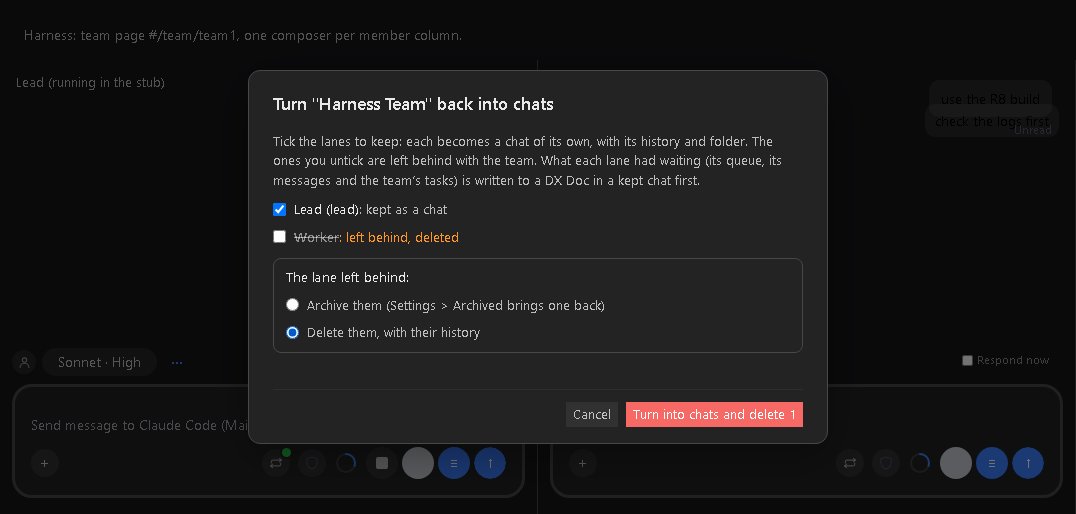 Harness: team page #/team/team1, one composer per member column.
Lead (running in the stub)
use the R8 build
check the logs first
Unread
Turn "Harness Team" back into chats
Tick the lanes to keep: each becomes a chat of its own, with its history and folder. The
ones you untick are left behind with the team. What each lane had waiting (its queue, its
messages and the team's tasks) is written to a DX Doc in a kept chat first.
Lead (lead): kept as a chat
Worker: left behind, deleted
The lane left behind:
Archive them (Settings > Archived brings one back)
Delete them, with their history
Cancel
Turn into chats and delete 1
Sonnet · High
...
Respond now
Send message to Claude Code (Mai